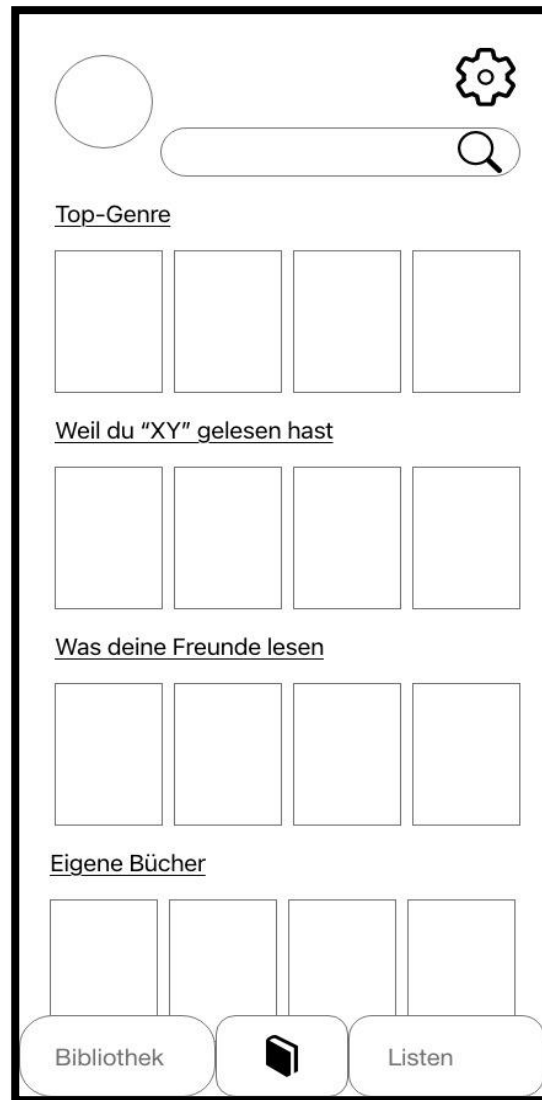 Top-Genre
Weil du “XY” gelesen hast
Was deine Freunde lesen
Eigene Bücher
Bibliothek
Listen